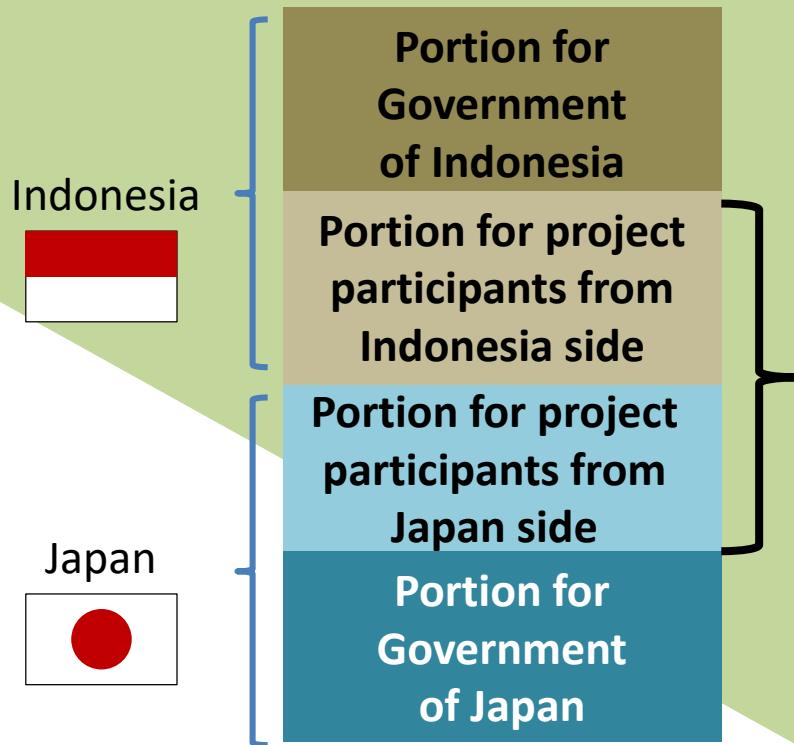 Portion for
Government
of Indonesia
Indonesia
Portion for project
participants from
Indonesia side
Portion for project
participants from
Japan side
Japan
Portion for
Government
of Japan